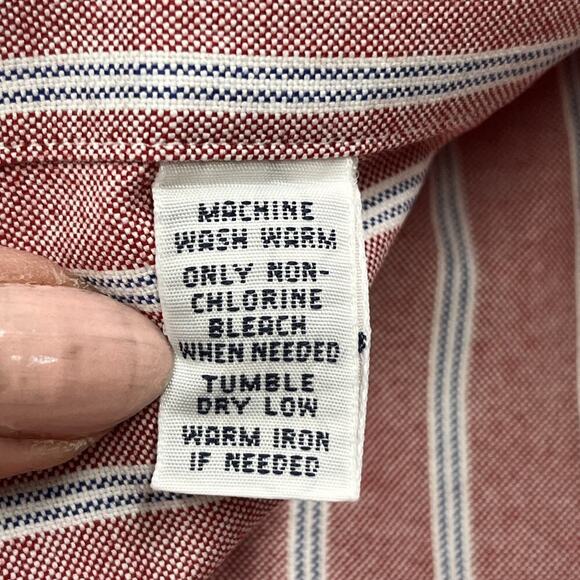 MACHINE
WASH WARM
ONLY NON-
CHLORINE
BLEACH
WHEN NEEDED
TUMBLE
DRY LOW
WARM IRON
IF NEEDED